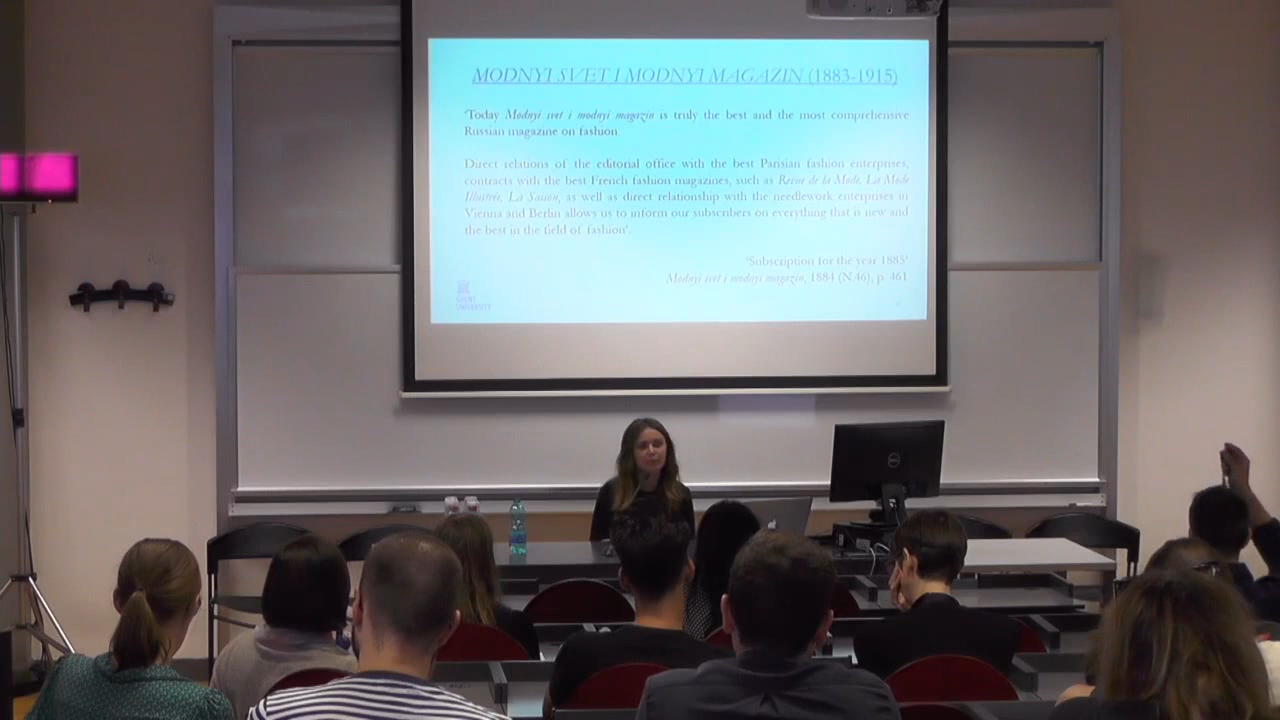 MODNYI SVET I MODNYI MAGAZIN (1883-1915)
'Today Modnyi svet i modnyi magazin is truly the best and the most comprehensive
Russian magazine on fashion
Direct relations of the editorial office with the best Parisian fashion enterprises,
contracts with the best French fashion magazines, such as Revue de la Mode, La Mode
Illustrée, La Saison, as well as direct relationship with the needlework enterprises in
Vienna and Berlin allows us to inform our subscribers on everything that is new and
the best in the field of fashion'.
'Subscription for the year 1885'
Modnyi svet i modnyi magazin, 1884 (N.46), p. 461
GHENT
UNIVERSITY
DELL